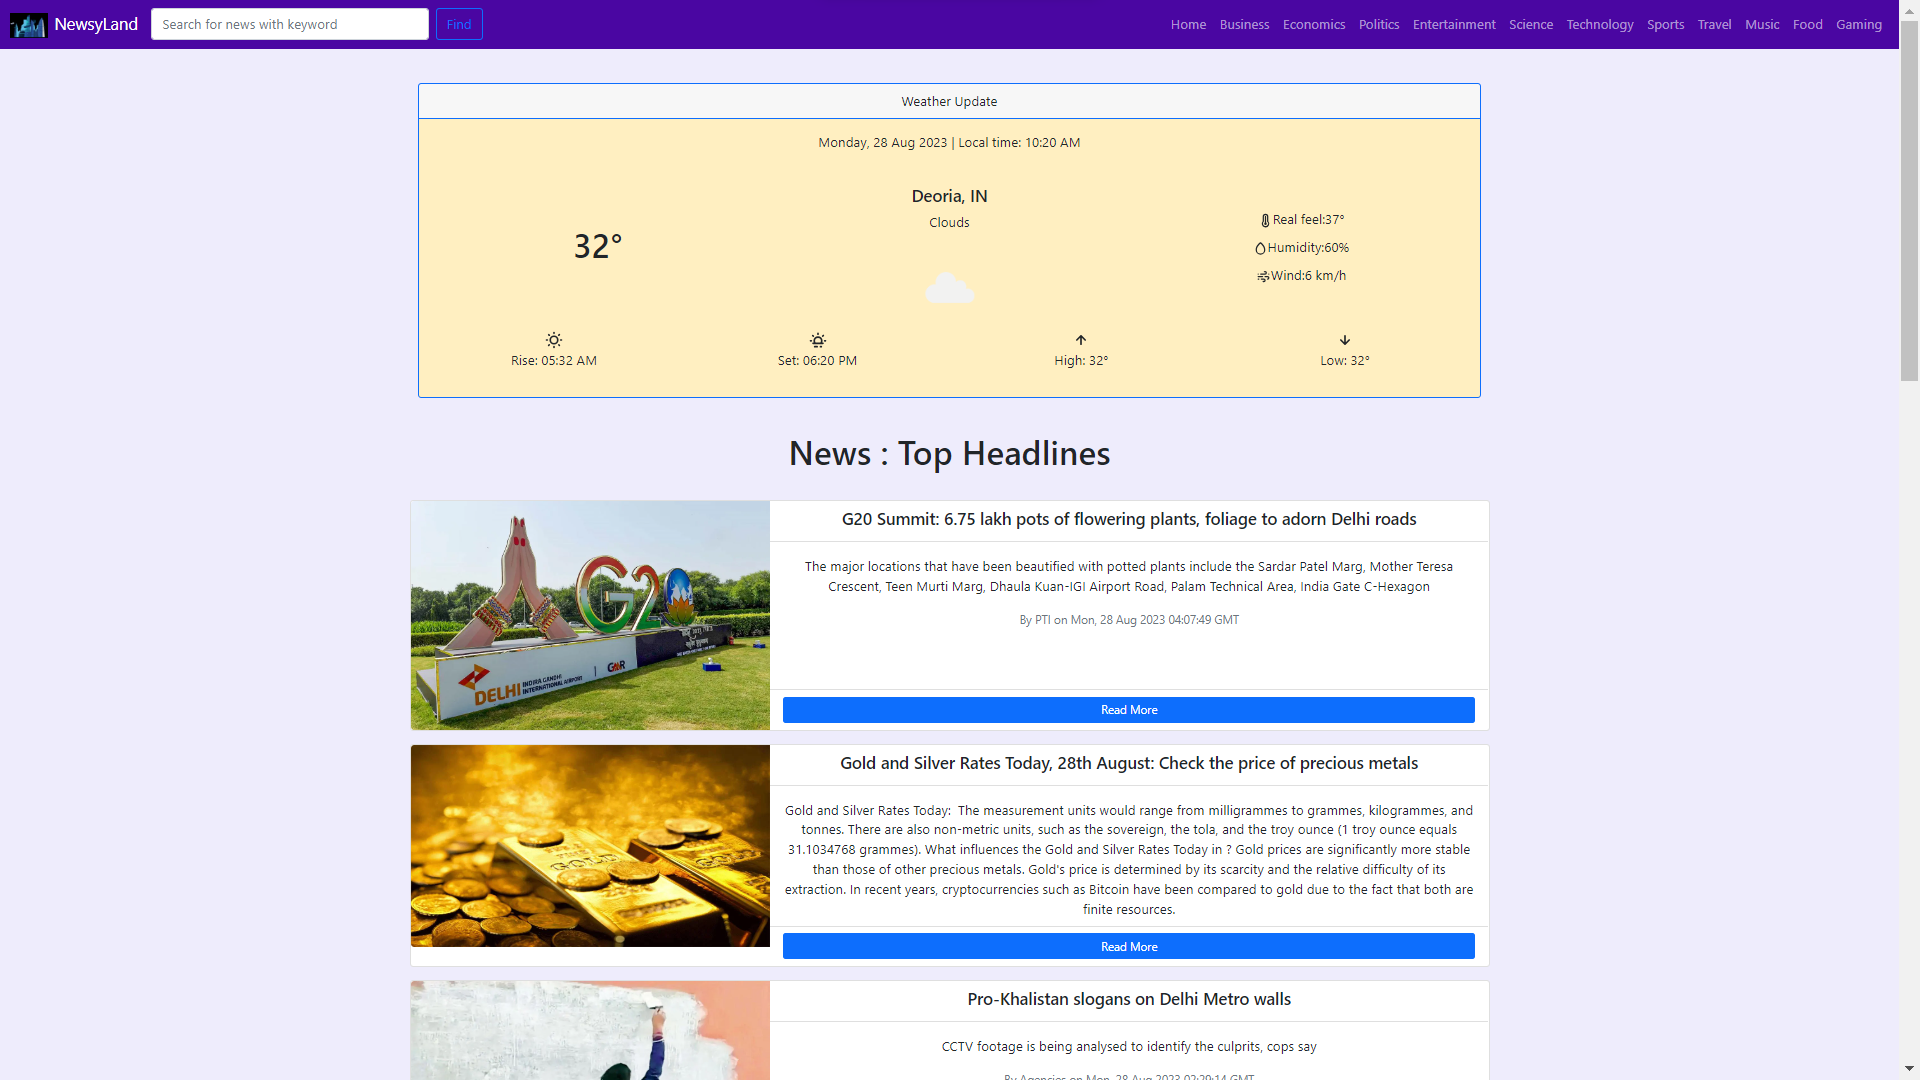 NewsyLand
Search for news with keyword
Find
Home Business Economics Politics Entertainment Science Technology Sports Travel Music Food Gaming
Weather Update
Monday, 28 Aug 2023 | Local time: 10:20 AM
Deoria, IN
Clouds
32°
Real feel:37°
Humidity:60%
Wind:6 km/h
Rise: 05:32 AM
Set: 06:20 PM
High: 32°
Low: 32°
News : Top Headlines
G20
DELHI INDIRA GANDHI
INTERNATIONAL AIRPORT
GMR
G20 Summit: 6.75 lakh pots of flowering plants, foliage to adorn Delhi roads
The major locations that have been beautified with potted plants include the Sardar Patel Marg, Mother Teresa
Crescent, Teen Murti Marg, Dhaula Kuan-IGI Airport Road, Palam Technical Area, India Gate C-Hexagon
By PTI on Mon, 28 Aug 2023 04:07:49 GMT
Read More
GOLD
Gold and Silver Rates Today, 28th August: Check the price of precious metals
Gold and Silver Rates Today:  The measurement units would range from milligrammes to grammes, kilogrammes, and
tonnes. There are also non-metric units, such as the sovereign, the tola, and the troy ounce (1 troy ounce equals
31.1034768 grammes). What influences the Gold and Silver Rates Today in ? Gold prices are significantly more stable
than those of other precious metals. Gold's price is determined by its scarcity and the relative difficulty of its
extraction. In recent years, cryptocurrencies such as Bitcoin have been compared to gold due to the fact that both are
finite resources.
Read More
Pro-Khalistan slogans on Delhi Metro walls
CCTV footage is being analysed to identify the culprits, cops say
By Agencies on Mon, 28 Aug 2023 02:29:14 GMT